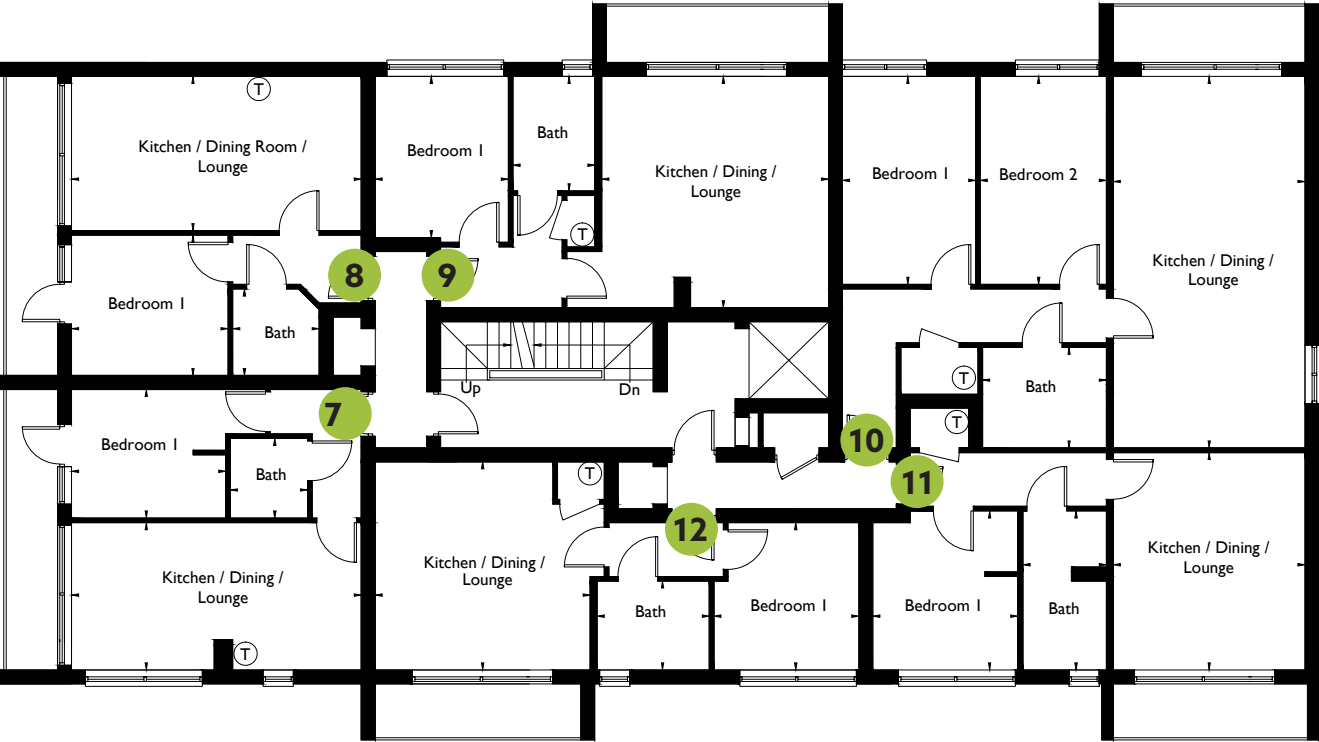 T
Kitchen / Dining Room /
Lounge
Bedroom 1
Bath
T
Kitchen / Dining /
Lounge
Bedroom 1
Bedroom 2
Kitchen / Dining /
Lounge
8
9
Bedroom 1
Bath
Up
Dn
T
Bath
7
Bedroom 1
Bath
10
T
11
T
12
Kitchen / Dining /
Lounge
Kitchen / Dining /
Lounge
T
Bath
Bedroom 1
Bedroom 1
Bath
Kitchen / Dining /
Lounge